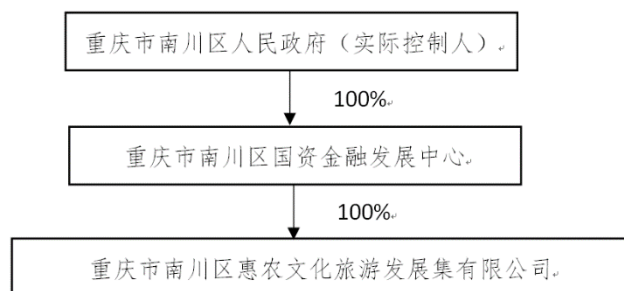 重庆市南川区人民政府（实际控制人）
100%
重庆市南川区国资金融发展中心
100%
重庆市南川区惠农文化旅游发展集有限公司